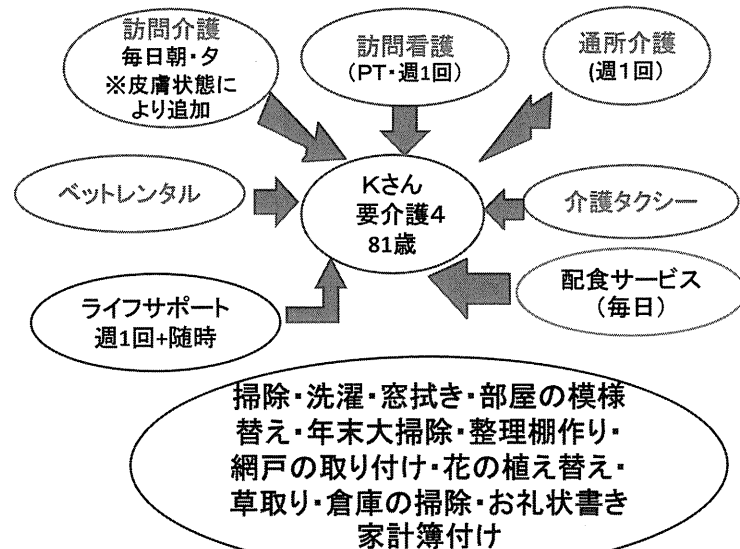 訪問介護
毎日朝・夕
※皮膚状態に
より追加
訪問看護
(PT・週1回)
通所介護
(週1回)
ベットレンタル
Kさん
要介護4
81歳
介護タクシー
ライフサポート
週1回+随時
配食サービス
(毎日)
掃除・洗濯・窓拭き・部屋の模様
替え・年末大掃除・整理棚作り・
網戸の取り付け・花の植え替え・
草取り・倉庫の掃除・お礼状書き
家計簿付け